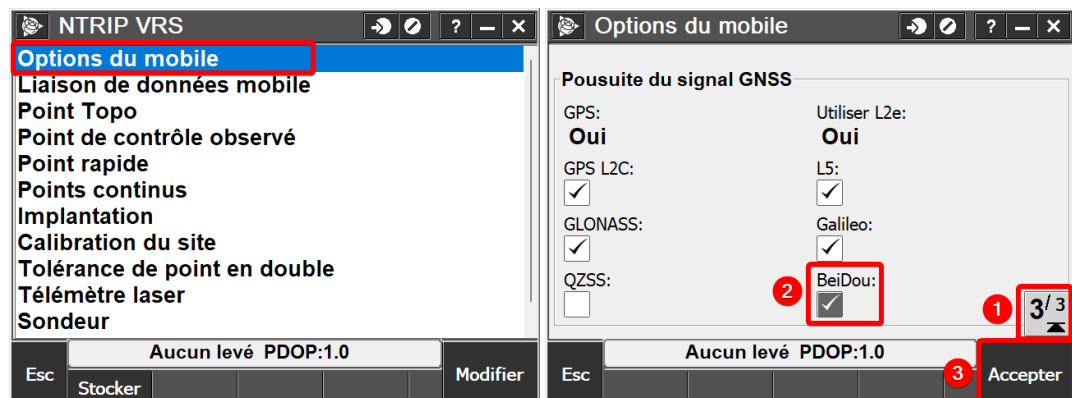 NTRIP VRS
? – ×
Options du mobile
Liaison de données mobile
Point Topo
Point de contrôle observé
Point rapide
Points continus
Implantation
Calibration du site
Tolérance de point en double
Télémètre laser
Sondeur
Aucun levé PDOP:1.0
Esc
Stocker
Modifier
Options du mobile
? – ×
Pousuite du signal GNSS
GPS:
Utiliser L2e:
Oui
Oui
GPS L2C:
L5:
GLONASS:
Galileo:
QZSS:
2
BeiDou:
1
3/3
Aucun levé PDOP:1.0
Esc
3
Accepter